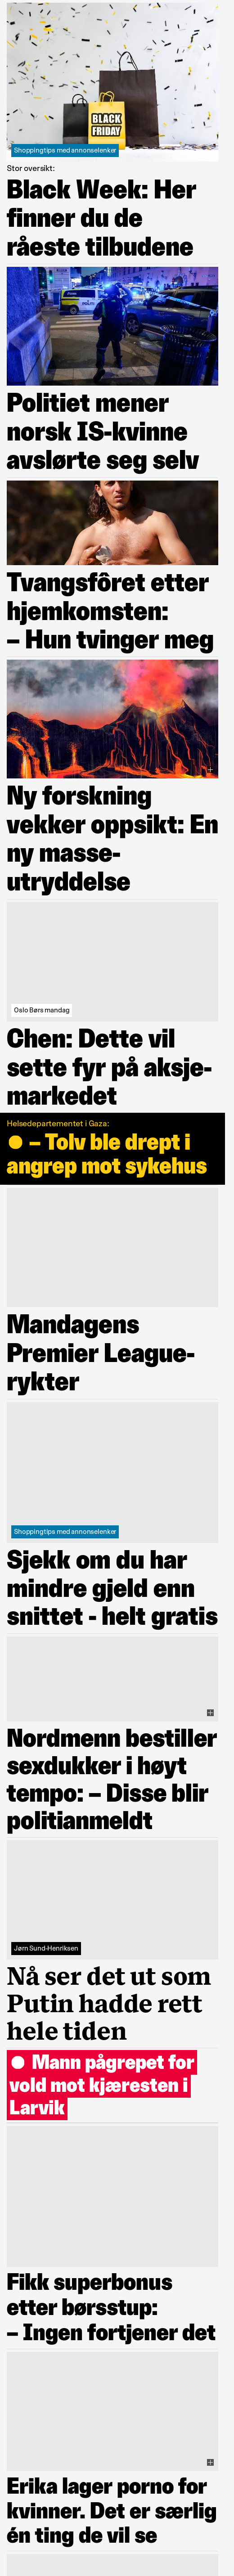 BLACK
FRIDAY
Shoppingtips med annonselenker
Stor oversikt:
Black Week: Her
finner du de
råeste tilbudene
Politiet mener
norsk IS-kvinne
avslørte seg selv
Tvangsfôret etter
hjemkomsten:
– Hun tvinger meg
Ny forskning
vekker oppsikt: En
ny masse-
utryddelse
Oslo Børs mandag
Chen: Dette vil
sette fyr på aksje-
markedet
Helsedepartementet i Gaza:
– Tolv ble drept i
angrep mot sykehus
Mandagens
Premier League-
rykter
Shoppingtips med annonselenker
Sjekk om du har
mindre gjeld enn
snittet - helt gratis
Nordmenn bestiller
sexdukker i høyt
tempo: – Disse blir
politianmeldt
Jørn Sund-Henriksen
Nå ser det ut som
Putin hadde rett
hele tiden
Mann pågrepet for
vold mot kjæresten i
Larvik
Fikk superbonus
etter børsstup:
– Ingen fortjener det
Erika lager porno for
kvinner. Det er særlig
én ting de vil se